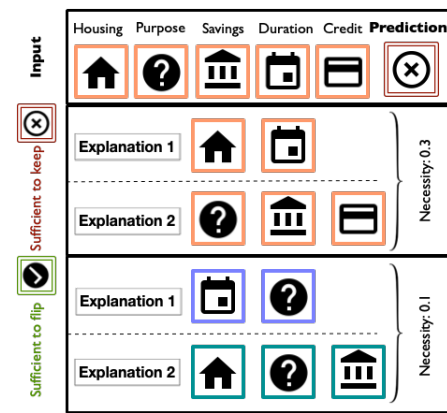 Housing Purpose Savings Duration Credit Prediction
Input
Sufficient to keep
Explanation 1
Explanation 2
Necessity: 0.3
Sufficient to flip
Explanation 1
Explanation 2
Necessity: 0.1